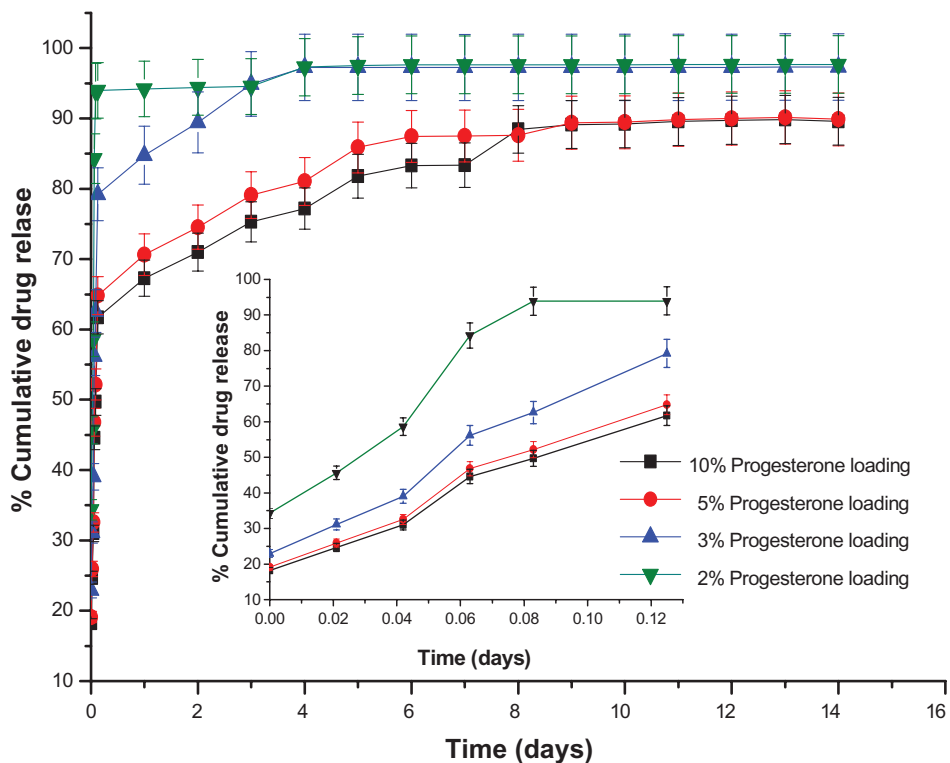 % Cumulative drug relase
100
90
80
70
60
50
40
30
20
10
0 2 4 6 8 10 12 14 16
Time (days)
% Cumulative drug release
100
90
80
70
60
50
40
30
20
10
0.00 0.02 0.04 0.06 0.08 0.10 0.12
Time (days)
10% Progesterone loading
5% Progesterone loading
3% Progesterone loading
2% Progesterone loading